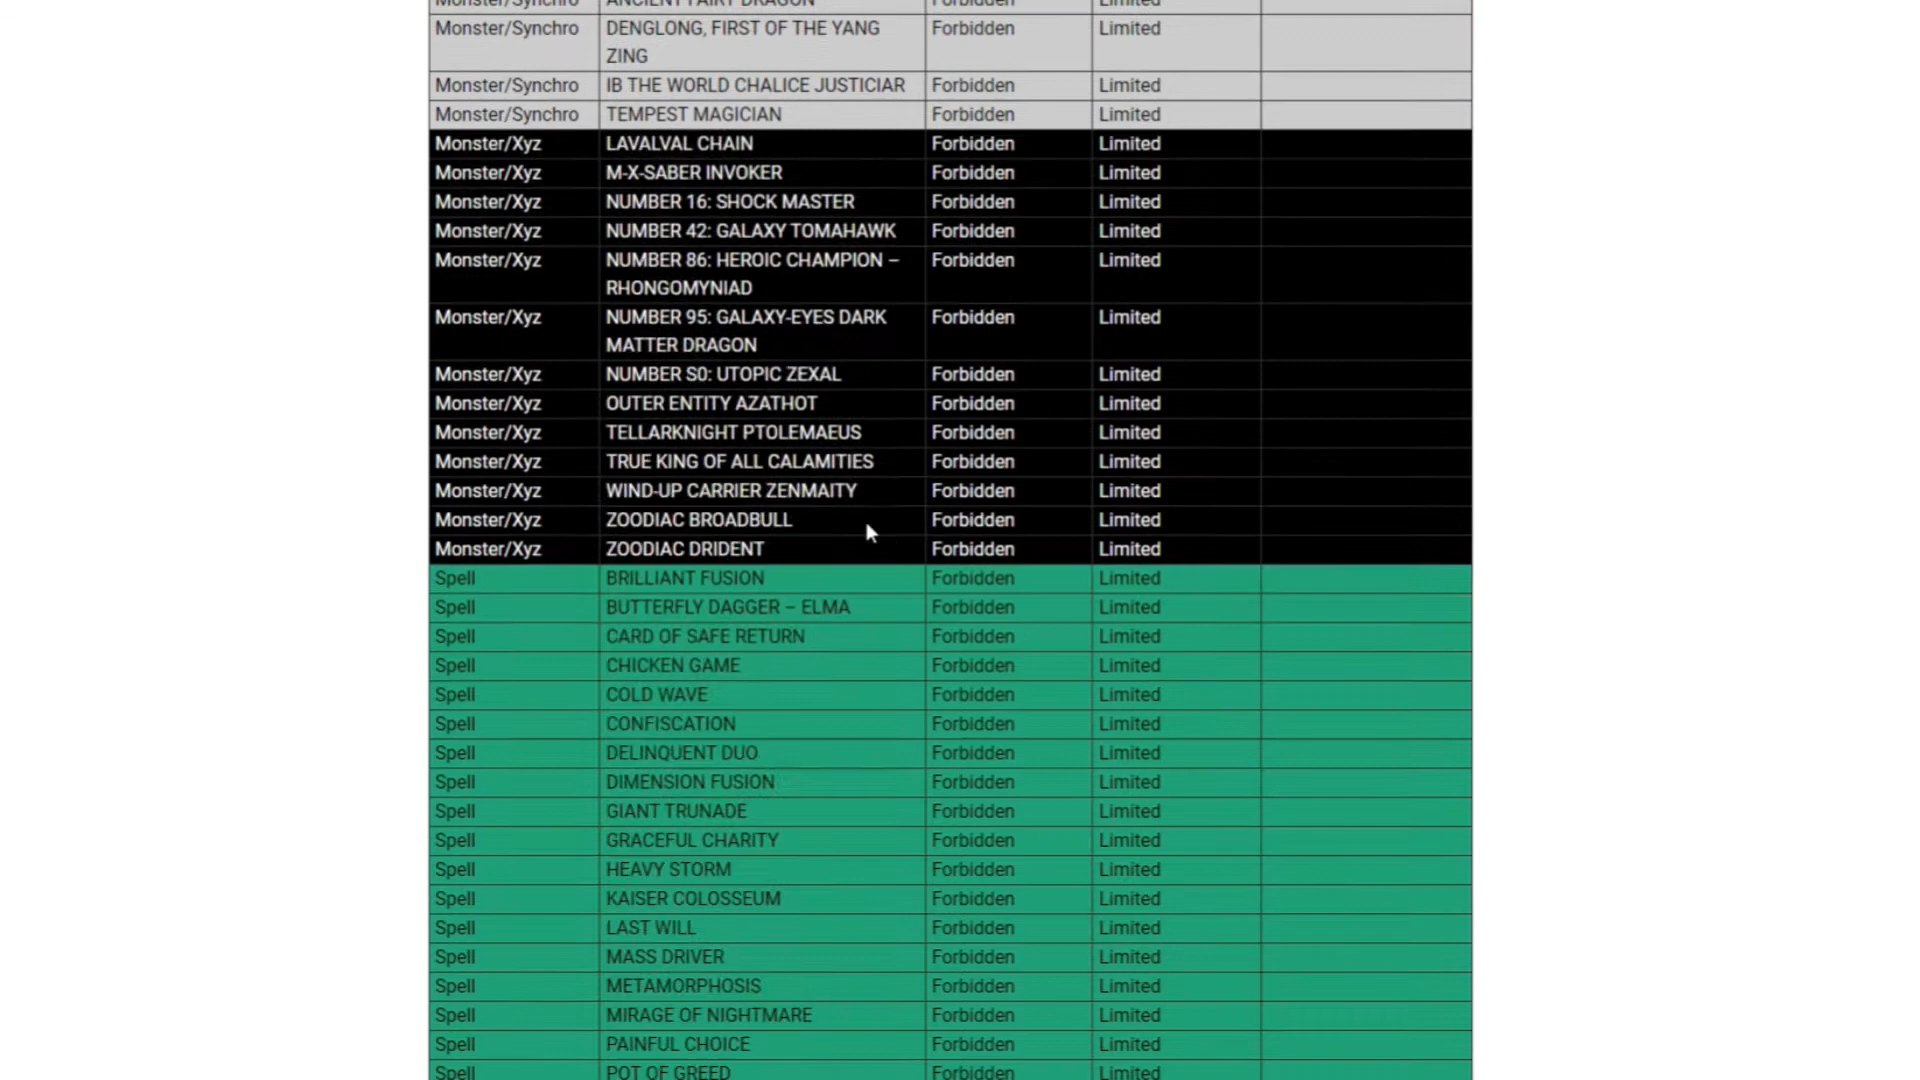 Monster/Synchro ANCIENT FAIRY DRAGON Forbidden Limited
Monster/Synchro DENGLONG, FIRST OF THE YANG Forbidden Limited
ZING
Monster/Synchro IB THE WORLD CHALICE JUSTICIAR Forbidden Limited
Monster/Synchro TEMPEST MAGICIAN Forbidden Limited
Monster/Xyz LAVALVAL CHAIN Forbidden Limited
Monster/Xyz M-X-SABER INVOKER Forbidden Limited
Monster/Xyz NUMBER 16: SHOCK MASTER Forbidden Limited
Monster/Xyz NUMBER 42: GALAXY TOMAHAWK Forbidden Limited
Monster/Xyz NUMBER 86: HEROIC CHAMPION – Forbidden Limited
RHONGOMYNIAD
Monster/Xyz NUMBER 95: GALAXY-EYES DARK Forbidden Limited
MATTER DRAGON
Monster/Xyz NUMBER S0: UTOPIC ZEXAL Forbidden Limited
Monster/Xyz OUTER ENTITY AZATHOT Forbidden Limited
Monster/Xyz TELLARKNIGHT PTOLEMAEUS Forbidden Limited
Monster/Xyz TRUE KING OF ALL CALAMITIES Forbidden Limited
Monster/Xyz WIND-UP CARRIER ZENMAITY Forbidden Limited
Monster/Xyz ZOODIAC BROADBULL Forbidden Limited
Monster/Xyz ZOODIAC DRIDENT Forbidden Limited
Spell BRILLIANT FUSION Forbidden Limited
Spell BUTTERFLY DAGGER – ELMA Forbidden Limited
Spell CARD OF SAFE RETURN Forbidden Limited
Spell CHICKEN GAME Forbidden Limited
Spell COLD WAVE Forbidden Limited
Spell CONFISCATION Forbidden Limited
Spell DELINQUENT DUO Forbidden Limited
Spell DIMENSION FUSION Forbidden Limited
Spell GIANT TRUNADE Forbidden Limited
Spell GRACEFUL CHARITY Forbidden Limited
Spell HEAVY STORM Forbidden Limited
Spell KAISER COLOSSEUM Forbidden Limited
Spell LAST WILL Forbidden Limited
Spell MASS DRIVER Forbidden Limited
Spell METAMORPHOSIS Forbidden Limited
Spell MIRAGE OF NIGHTMARE Forbidden Limited
Spell PAINFUL CHOICE Forbidden Limited
Spell POT OF GREED Forbidden Limited